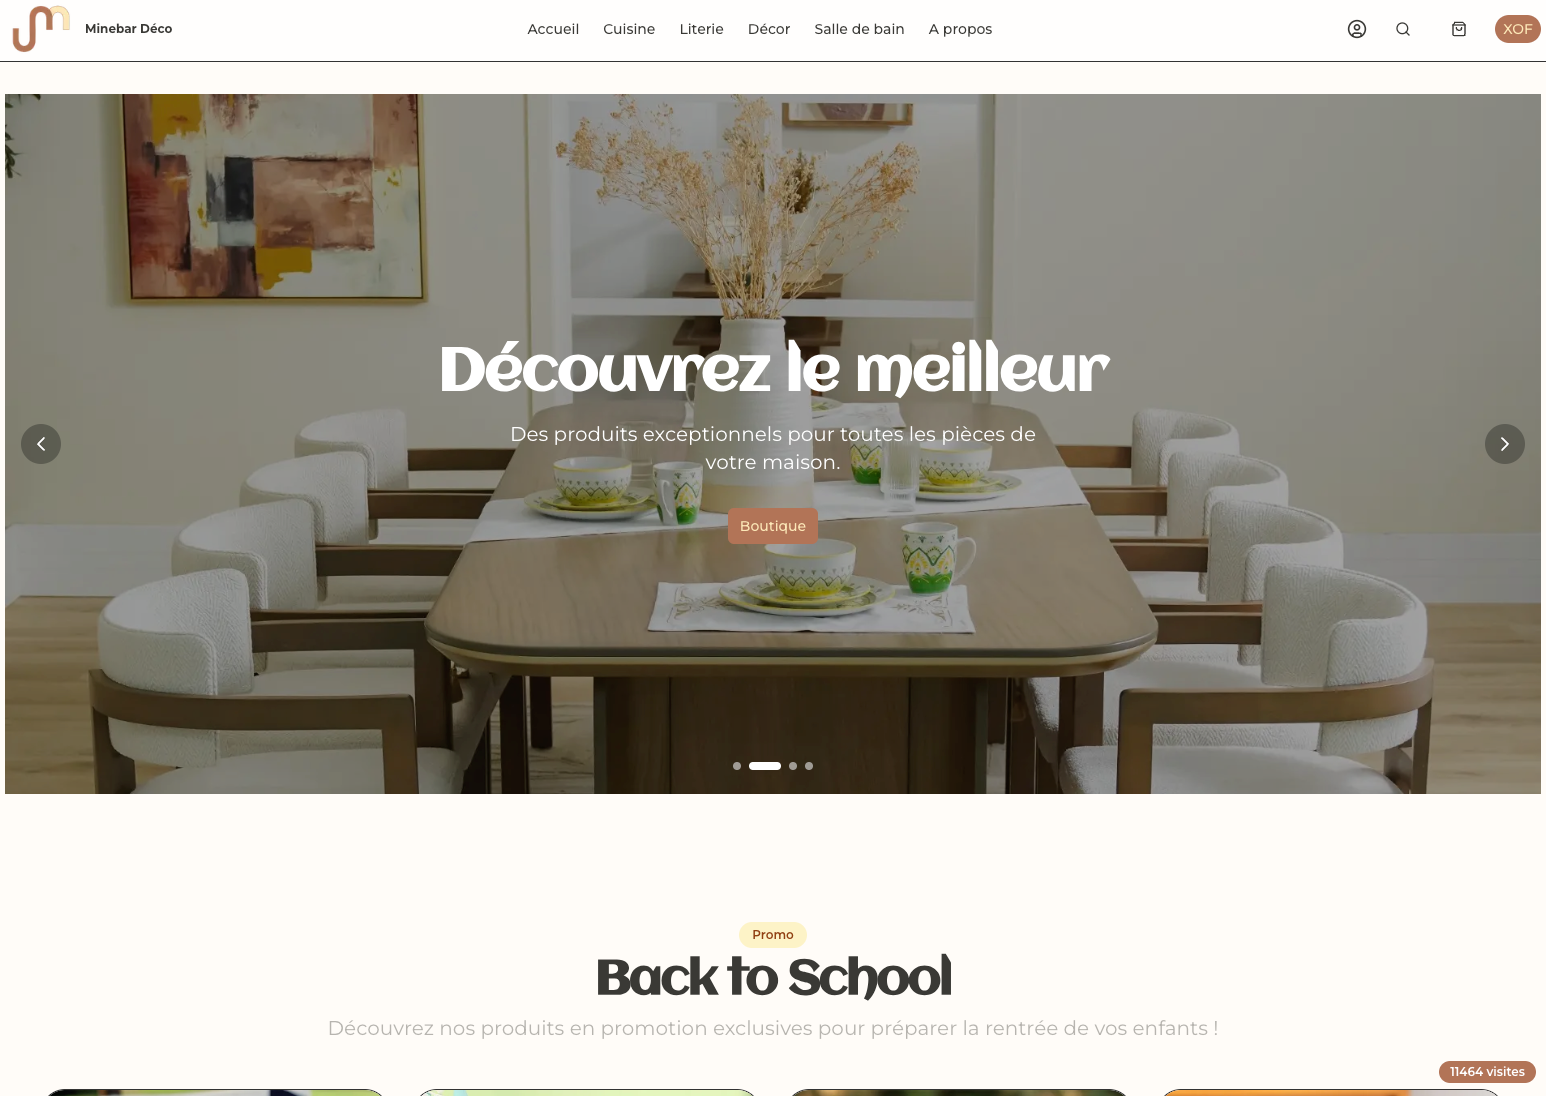 Minebar Déco
Accueil
Cuisine
Literie
Décor
Salle de bain
A propos
XOF
Découvrez le meilleur
Des produits exceptionnels pour toutes les pièces de
votre maison.
Boutique
Promo
Back to School
Découvrez nos produits en promotion exclusives pour préparer la rentrée de vos enfants !
11464 visites